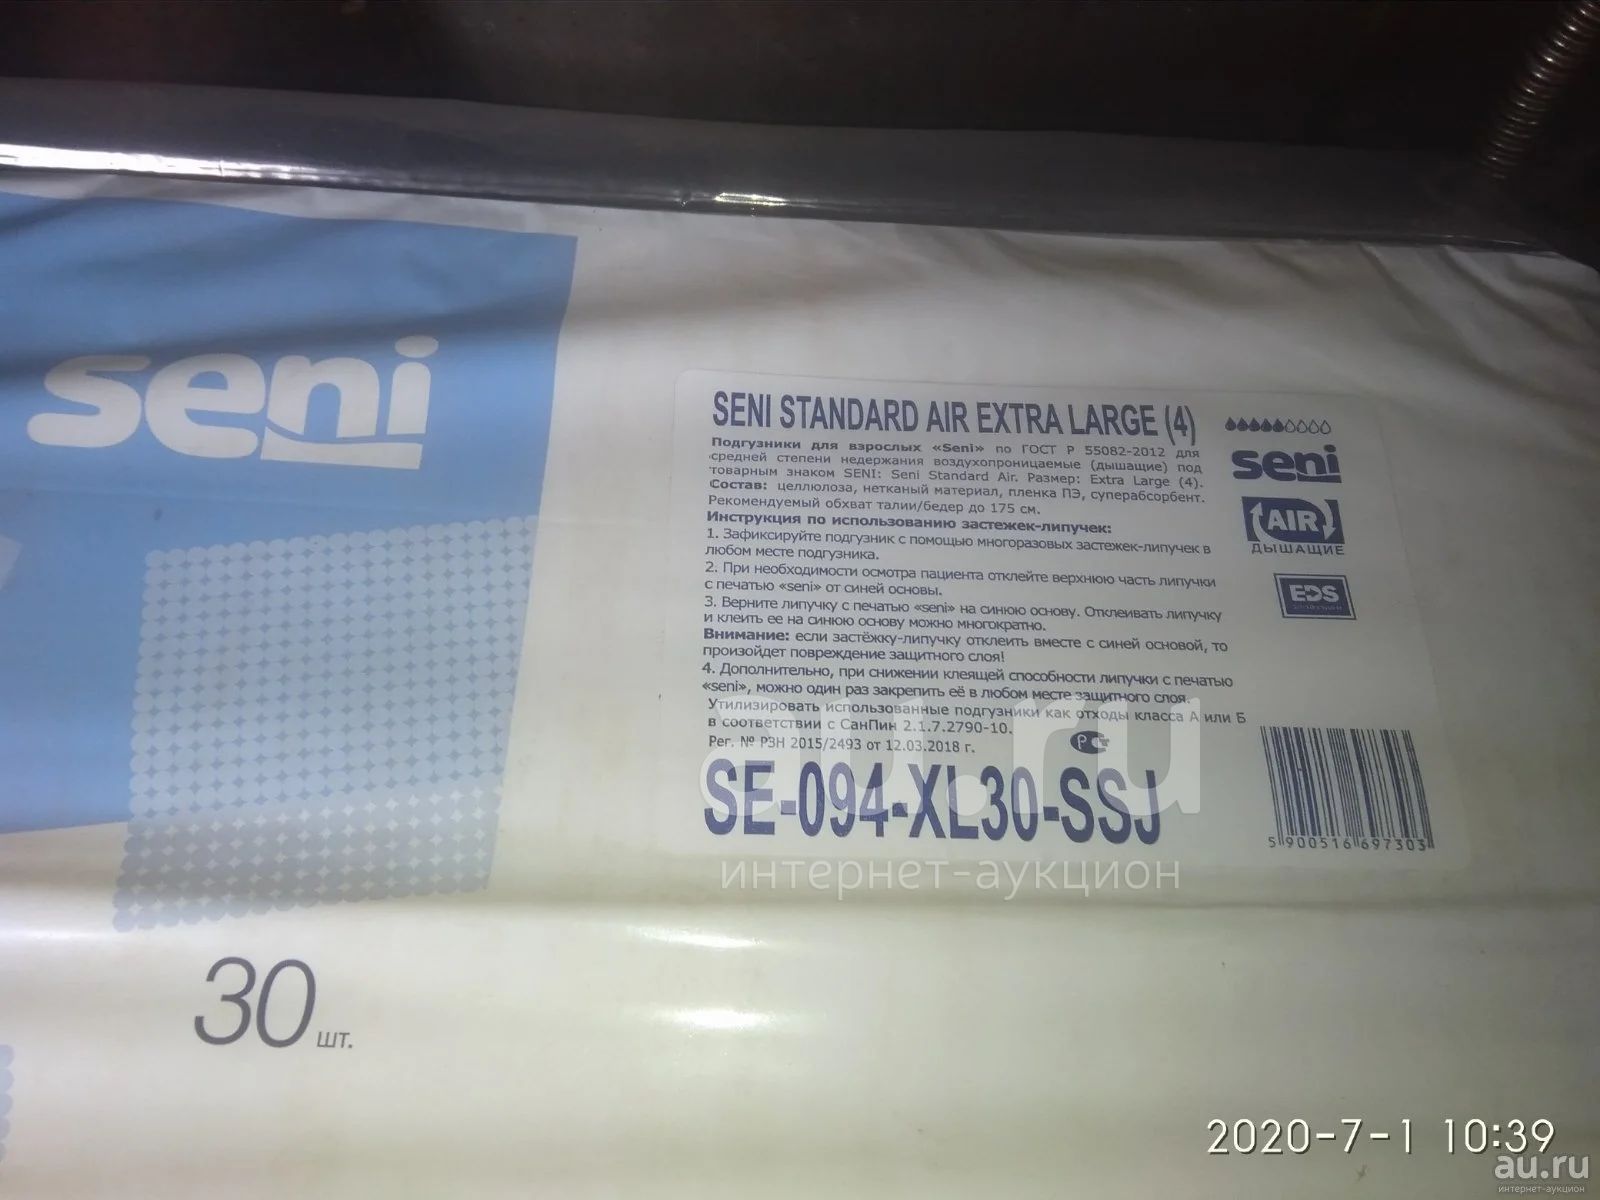 seni
SENI STANDARD AIR EXTRA LARGE (4)
Подгузники для взрослых «Seni» по ГОСТ Р 55082-2012 для
средней степени недержания воздухопроницаемые (дышащие) под
товарным знаком SENI: Seni Standard Air. Размер: Extra Large (4).
Состав: целлюлоза, нетканый материал, пленка ПЭ, суперабсорбент.
Рекомендуемый обхват талии/бедер до 175 см.
Инструкция по использованию застежек-липучек:
1. Зафиксируйте подгузник с помощью многоразовых застежек-липучек в
любом месте подгузника.
2. При необходимости осмотра пациента отклейте верхнюю часть липучки
с печатью «seni» от синей основы.
3. Верните липучку с печатью «seni» на синюю основу. Отклеивать липучку
и клеить ее на синюю основу можно многократно.
Внимание: если застёжку-липучку отклеить вместе с синей основой, то
произойдет повреждение защитного слоя!
4. Дополнительно, при снижении клеящей способности липучки с печатью
«seni», можно один раз закрепить её в любом месте защитного слоя.
Утилизировать использованные подгузники как отходы класса А или Б
в соответствии с СанПин 2.1.7.2790-10.
Рег. № РЗН 2015/2493 от 12.03.2018 г.
SE-094-XL30-SSJ
seni
AIR
ДЫШАЩИЕ
EDS
5 900516 697303
au.ru
интернет-аукцион
30 шт.
2020-7-1 10:39
au.ru
интернет-аукцион